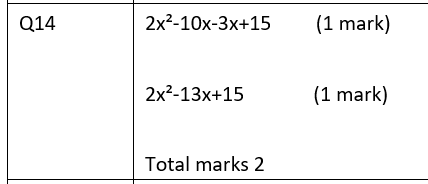 Q14 2x²-10x-3x+15 (1 mark)
2x²-13x+15 (1 mark)
Total marks 2